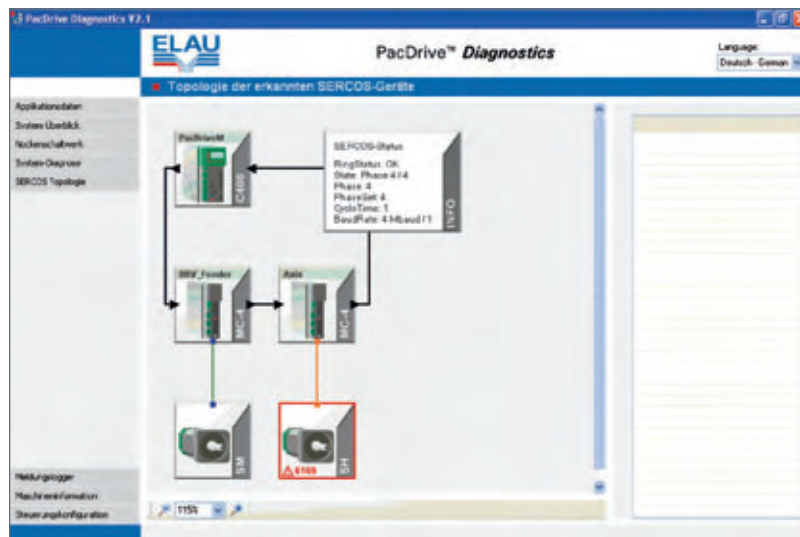 PacDrive Diagnostics V2.1
ELAU
PacDrive™ Diagnostics
Language:
Deutsch - German
Topologie der erkannten SERCOS-Geräte
Applikationsdaten
System Überblick
Nockenschaltwerk
System-Diagnose
SERCOS Topologie
PacDriveM
C400
SERCOS-Status
RingStatus: OK
State: Phase 4 / 4
Phase: 4
PhaseSet: 4
CycleTime: 1
BaudRate: 4 Mbaud / 1
INFO
SRV_Feeder
MC-4
Axis
MC-4
SM
6169
SH
Meldungslogger
Maschineninformation
Steuerungskonfiguration
115%